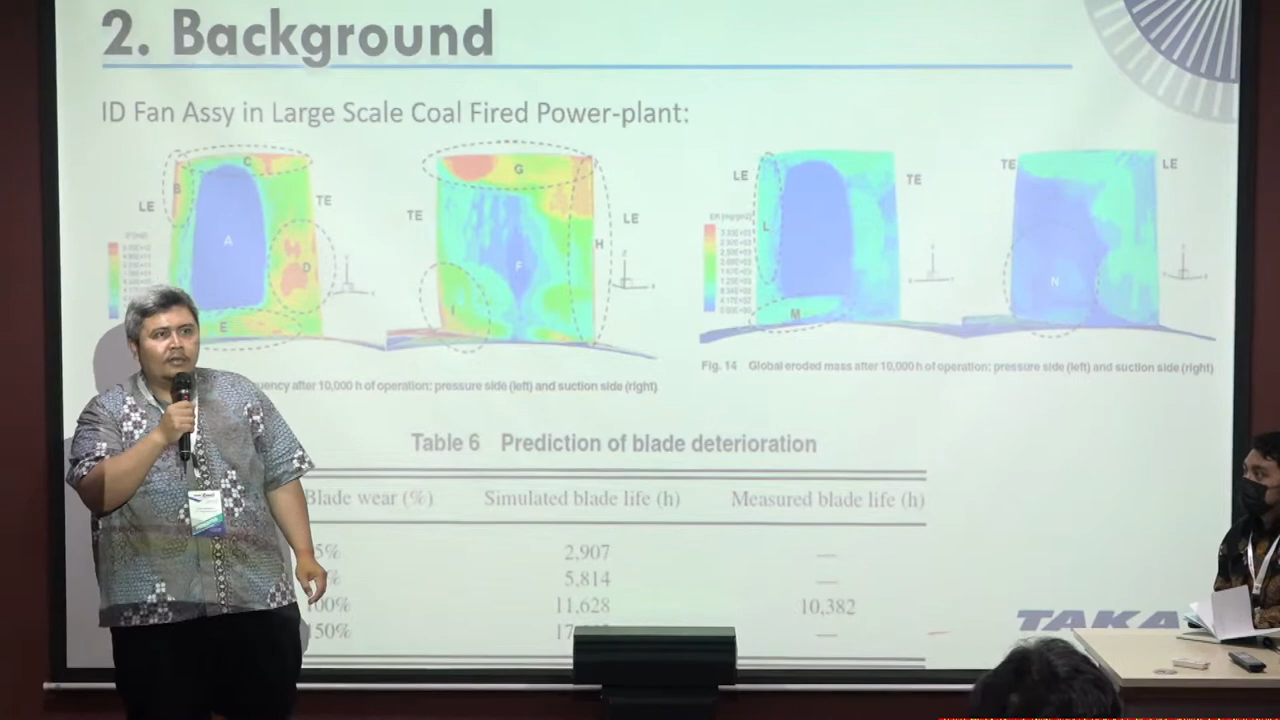 2. Background
ID Fan Assy in Large Scale Coal Fired Power-plant:
C
G
B
LE
TE
A
D
E
TE
LE
F
H
I
LE
TE
L
M
TE
LE
N
uency after 10,000 h of operation: pressure side (left) and suction side (right)
Fig. 14 Global eroded mass after 10,000 h of operation: pressure side (left) and suction side (right)
Table 6 Prediction of blade deterioration
Blade wear (%) Simulated blade life (h) Measured blade life (h)
5% 2,907 —
% 5,814 —
100% 11,628 10,382
150% 17 —
TAKA